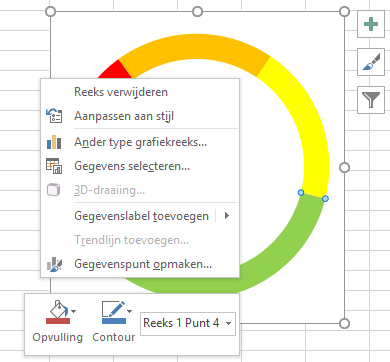 Reeks verwijderen
Aanpassen aan stijl
Ander type grafiekreeks...
Gegevens selecteren...
3D-draaiing...
Gegevenslabel toevoegen
Trendlijn toevoegen...
Gegevenspunt opmaken...
Opvulling Contour Reeks 1 Punt 4